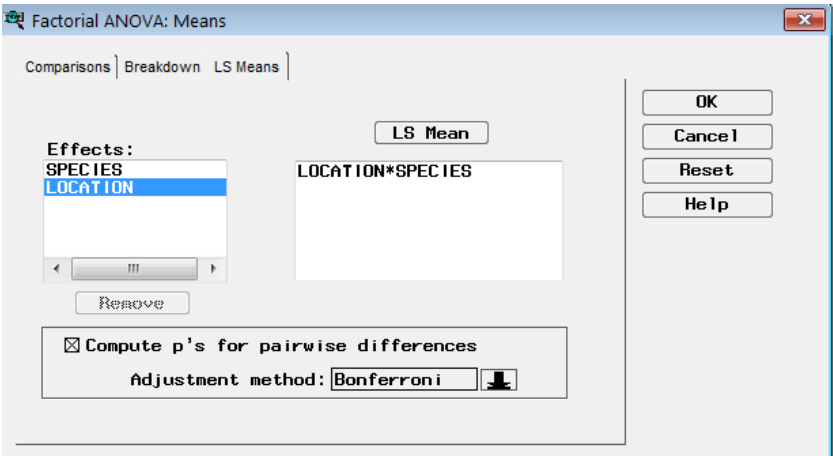 Factorial ANOVA: Means
Comparisons Breakdown LS Means
OK
Cancel
Reset
Help
LS Mean
Effects:
SPECIES
LOCATION
LOCATION*SPECIES
Remove
Compute p's for pairwise differences
Adjustment method: Bonferroni